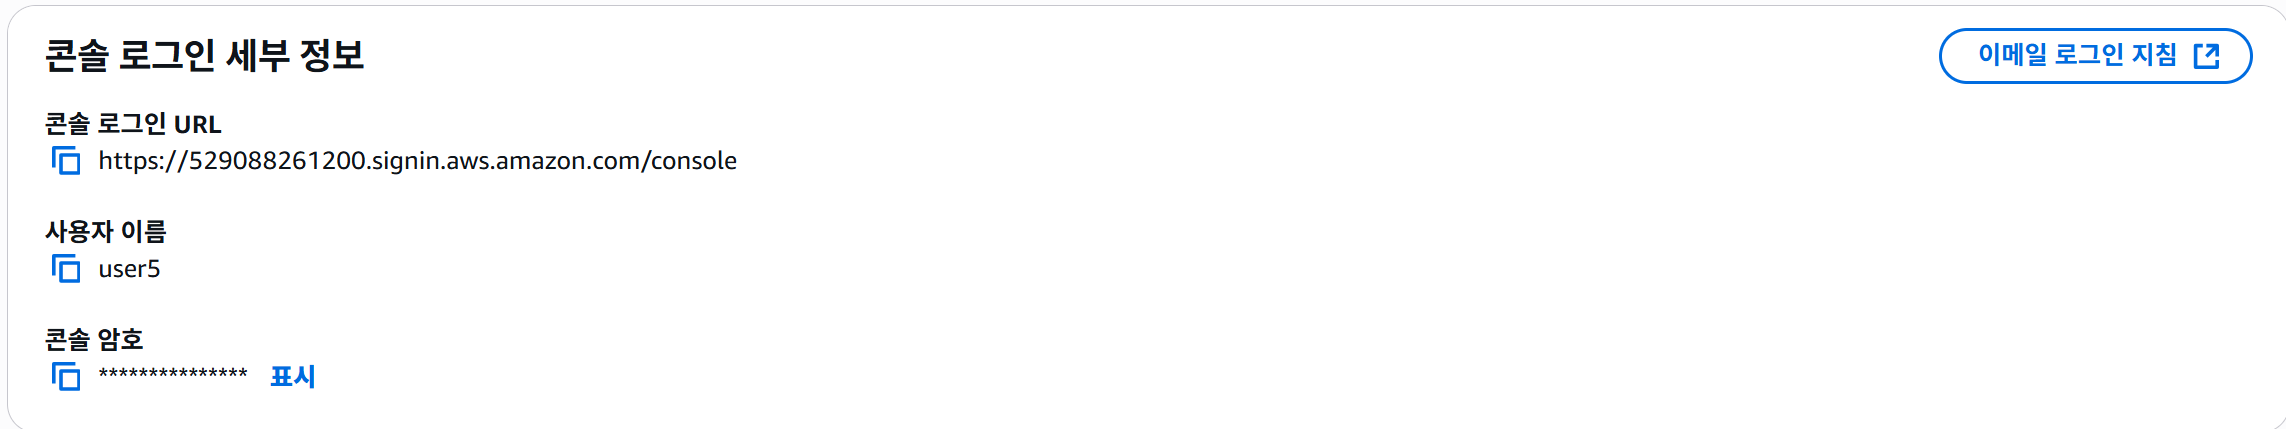 콘솔 로그인 세부 정보
이메일 로그인 지침
콘솔 로그인 URL
https://529088261200.signin.aws.amazon.com/console
사용자 이름
user5
콘솔 암호
*************** 표시